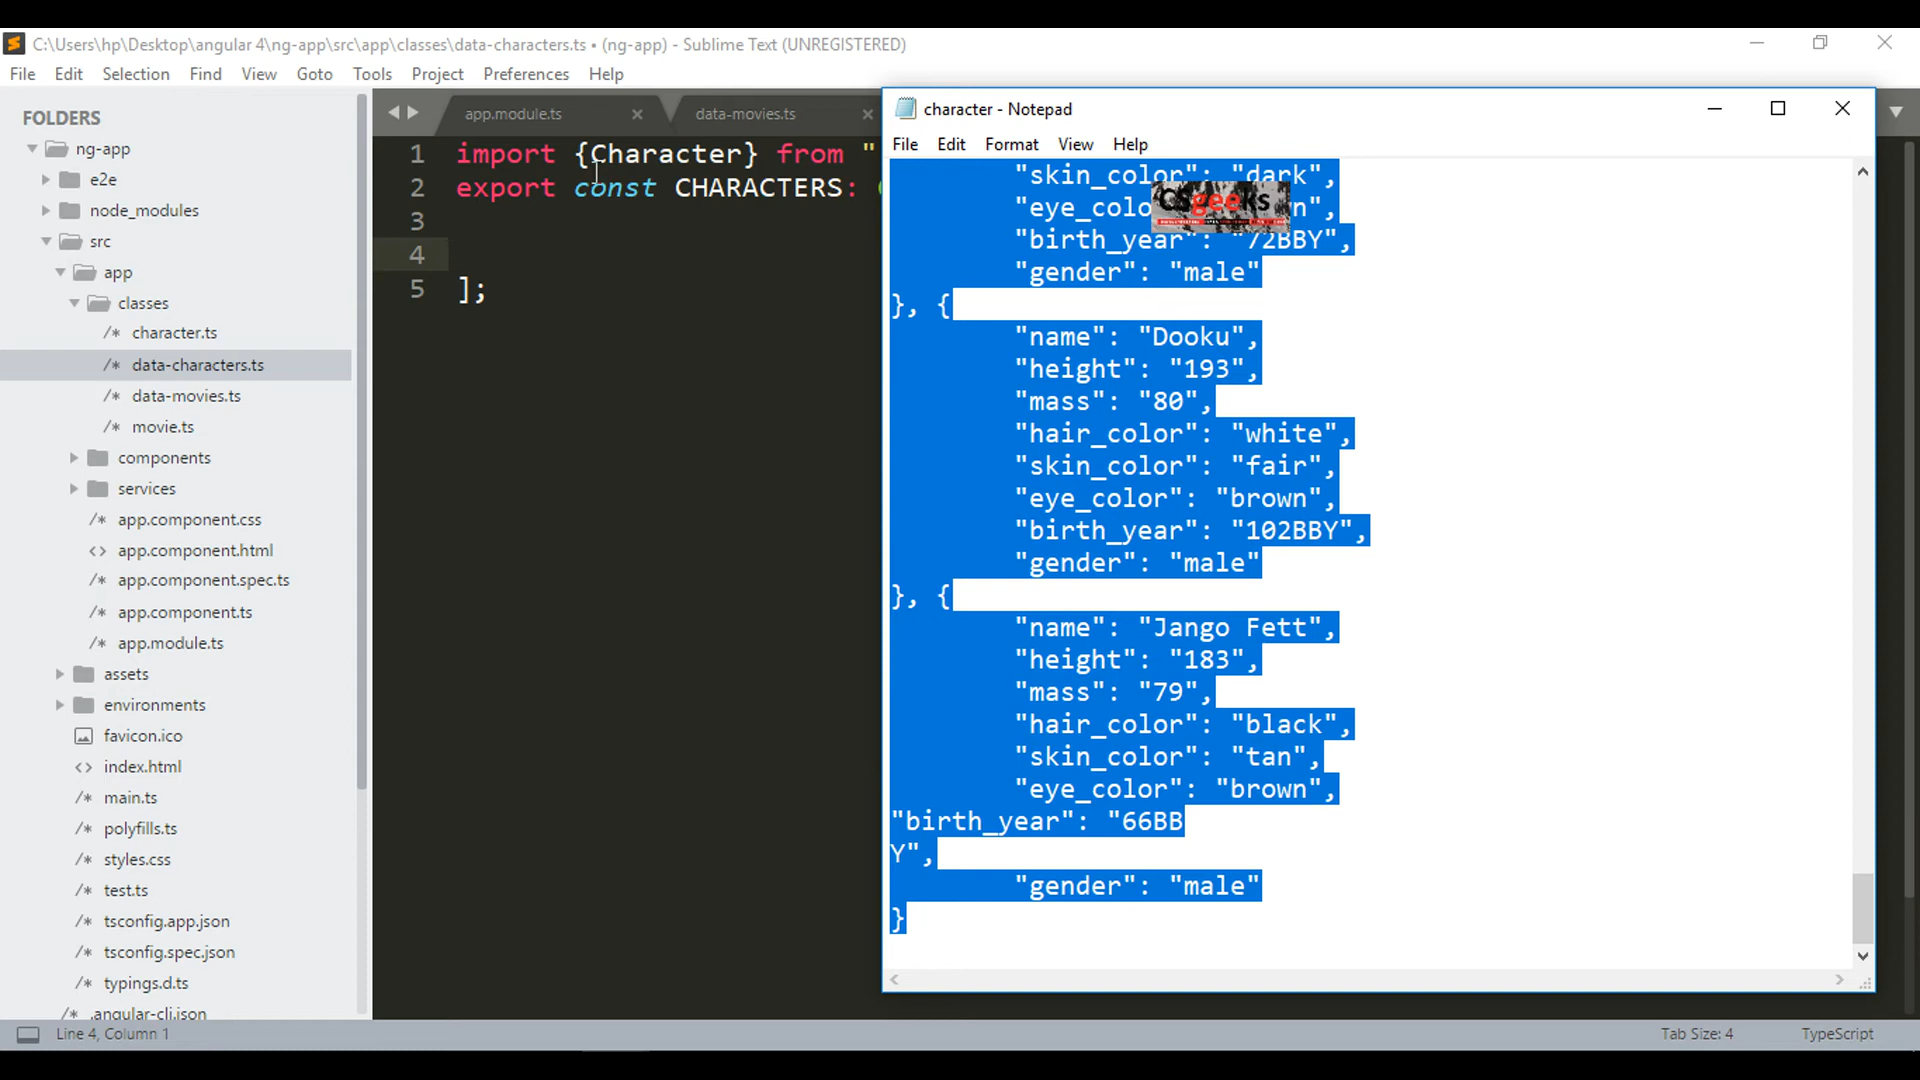 C:\Users\hp\Desktop\angular 4\ng-app\src\app\classes\data-characters.ts • (ng-app) - Sublime Text (UNREGISTERED)
File Edit Selection Find View Goto Tools Project Preferences Help
FOLDERS
ng-app
e2e
node_modules
src
app
classes
/* character.ts
/* data-characters.ts
/* data-movies.ts
/* movie.ts
components
services
/* app.component.css
<> app.component.html
/* app.component.spec.ts
/* app.component.ts
/* app.module.ts
assets
environments
favicon.ico
<> index.html
/* main.ts
/* polyfills.ts
/* styles.css
/* test.ts
/* tsconfig.app.json
/* tsconfig.spec.json
/* typings.d.ts
/* .angular-cli.json
app.module.ts
data-movies.ts
1 import {Character} from "
2 export const CHARACTERS:
3
4
5 ];
character - Notepad
File Edit Format View Help
"skin_color": "dark",
"eye_colo n",
CSgeeks
"birth_year": "72BBY",
"gender": "male"
}, {
"name": "Dooku",
"height": "193",
"mass": "80",
"hair_color": "white",
"skin_color": "fair",
"eye_color": "brown",
"birth_year": "102BBY",
"gender": "male"
}, {
"name": "Jango Fett",
"height": "183",
"mass": "79",
"hair_color": "black",
"skin_color": "tan",
"eye_color": "brown",
"birth_year": "66BB
Y",
"gender": "male"
}
Line 4, Column 1
Tab Size: 4
TypeScript